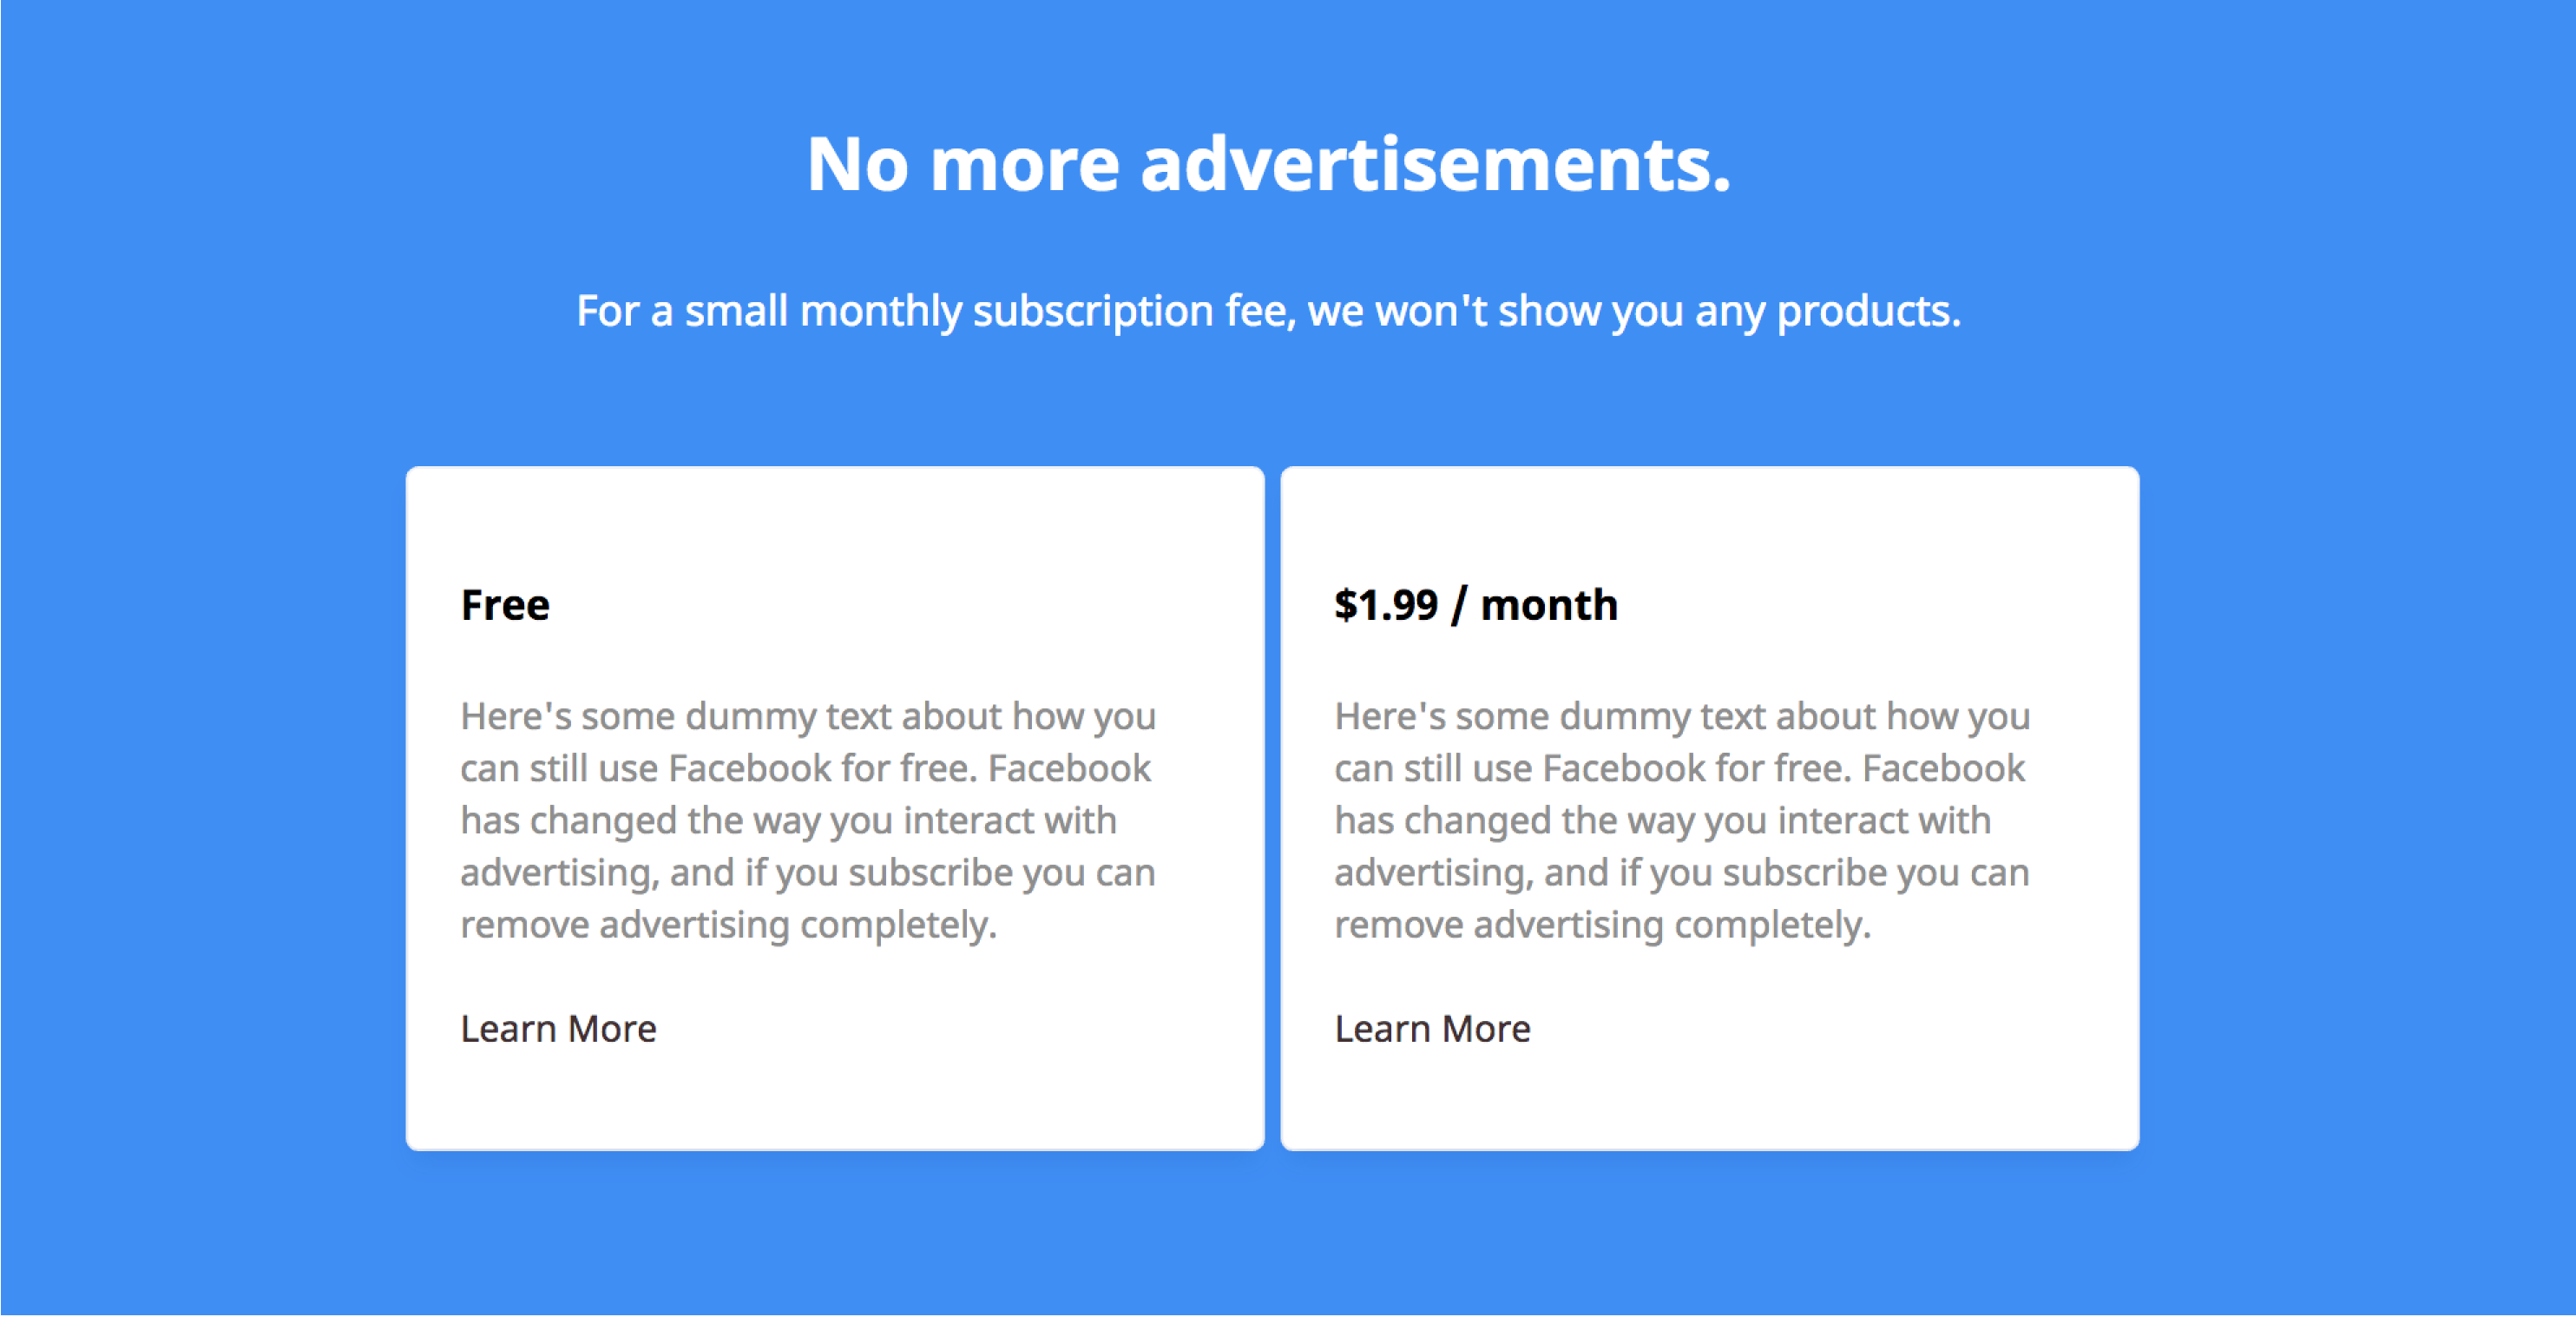 No more advertisements.
For a small monthly subscription fee, we won't show you any products.
Free
Here's some dummy text about how you
can still use Facebook for free. Facebook
has changed the way you interact with
advertising, and if you subscribe you can
remove advertising completely.
Learn More
$1.99 / month
Here's some dummy text about how you
can still use Facebook for free. Facebook
has changed the way you interact with
advertising, and if you subscribe you can
remove advertising completely.
Learn More